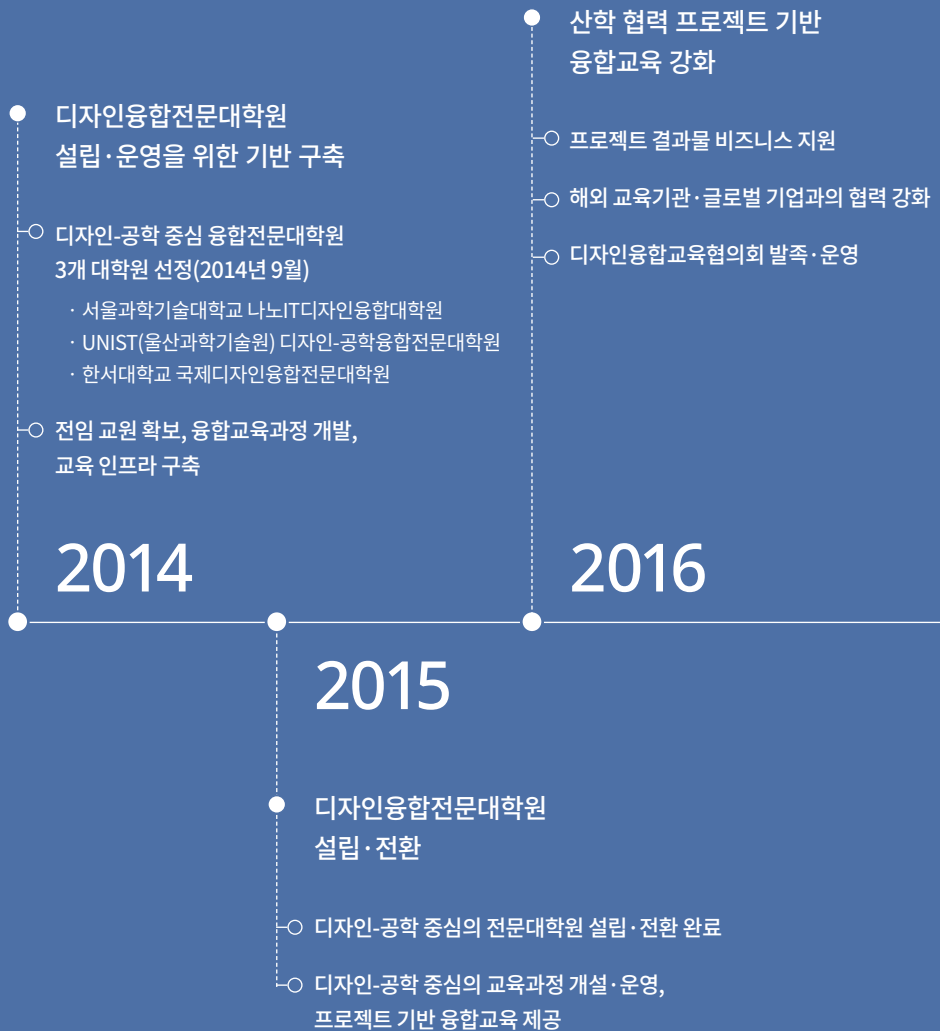 디자인융합전문대학원
설립·운영을 위한 기반 구축
디자인-공학 중심 융합전문대학원
3개 대학원 선정(2014년 9월)
· 서울과학기술대학교 나노IT디자인융합대학원
· UNIST(울산과학기술원) 디자인-공학융합전문대학원
· 한서대학교 국제디자인융합전문대학원
전임 교원 확보, 융합교육과정 개발,
교육 인프라 구축
2014
2015
디자인융합전문대학원
설립·전환
디자인-공학 중심의 전문대학원 설립·전환 완료
디자인-공학 중심의 교육과정 개설·운영,
프로젝트 기반 융합교육 제공
산학 협력 프로젝트 기반
융합교육 강화
프로젝트 결과물 비즈니스 지원
해외 교육기관·글로벌 기업과의 협력 강화
디자인융합교육협의회 발족·운영
2016